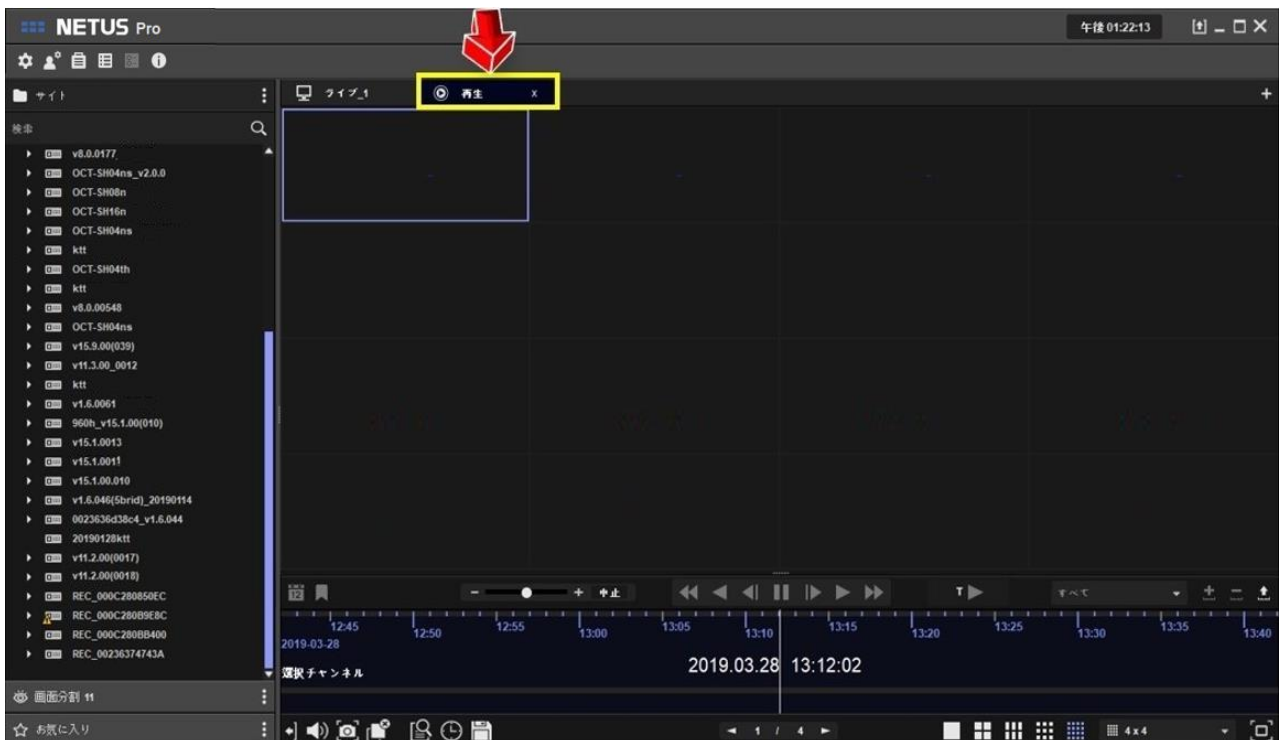 NETUS Pro
午後 01:22:13
サイト
ライブ_1
再生 x
検索
v8.0.0177
OCT-SH04ns_v2.0.0
OCT-SH08n
OCT-SH16n
OCT-SH04ns
ktt
OCT-SH04th
ktt
v8.0.00548
OCT-SH04ns
v15.9.00(039)
v11.3.00_0012
ktt
v1.6.0061
960h_v15.1.00(010)
v15.1.0013
v15.1.0011
v15.1.00.010
v1.6.046(5brid)_20190114
0023636d38c4_v1.6.044
20190128ktt
v11.2.00(0017)
v11.2.00(0018)
REC_000C280850EC
REC_000C280B9E8C
REC_000C280BB400
REC_00236374743A
画面分割 11
お気に入り
12
- + 中止
T
すべて
12:45 12:50 12:55 13:00 13:05 13:10 13:15 13:20 13:25 13:30 13:35 13:40
2019-03-28
2019.03.28 13:12:02
選択チャンネル
1 / 4
4x4